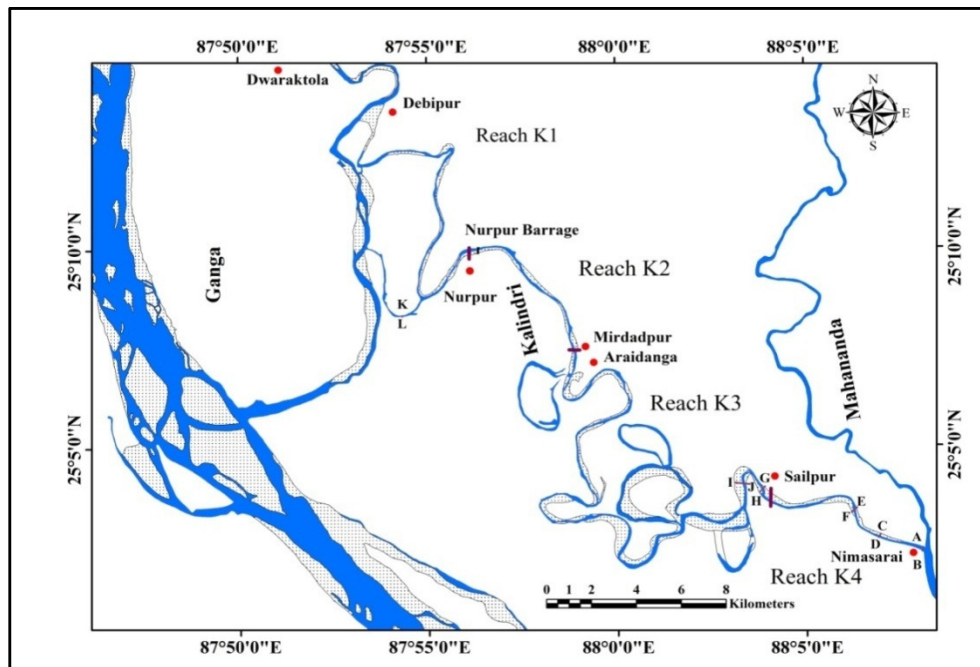 87°50'0"E 87°55'0"E 88°0'0"E 88°5'0"E
Dwaraktola
Debipur
N
W E
S
Reach K1
25°10'0"N
25°10'0"N
Nurpur Barrage
Ganga
Reach K2
Nurpur
K
L
Kalindri
Mirdadpur
Araidanga
Mahananda
Reach K3
25°5'0"N
25°5'0"N
Sailpur
G
I
J
H
E
F
C
D
A
B
Nimasarai
Reach K4
0 1 2 4 6 8
Kilometers
87°50'0"E 87°55'0"E 88°0'0"E 88°5'0"E